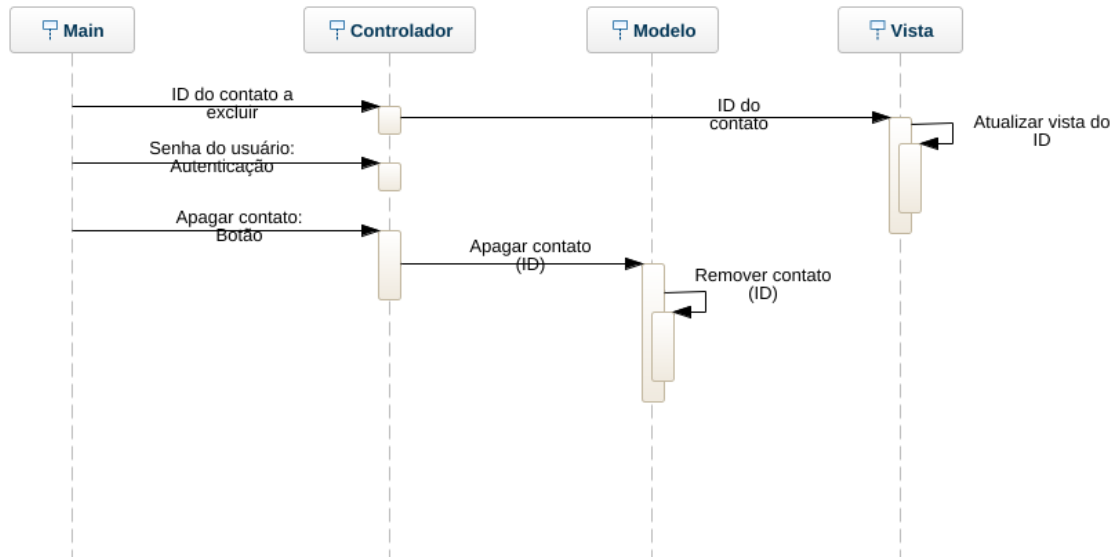 Main
Controlador
Modelo
Vista
ID do contato a
excluir
ID do
contato
Atualizar vista do
ID
Senha do usuário:
Autenticação
Apagar contato:
Botão
Apagar contato
(ID)
Remover contato
(ID)